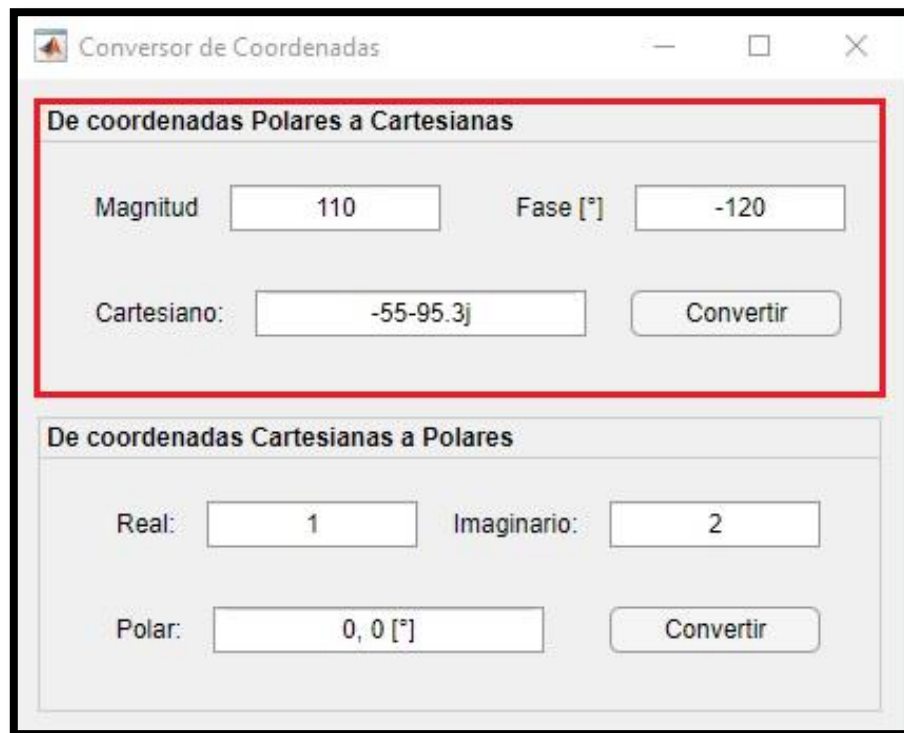 Conversor de Coordenadas
De coordenadas Polares a Cartesianas
Magnitud 110 Fase [°] -120
Cartesiano: -55-95.3j Convertir
De coordenadas Cartesianas a Polares
Real: 1 Imaginario: 2
Polar: 0, 0 [°] Convertir